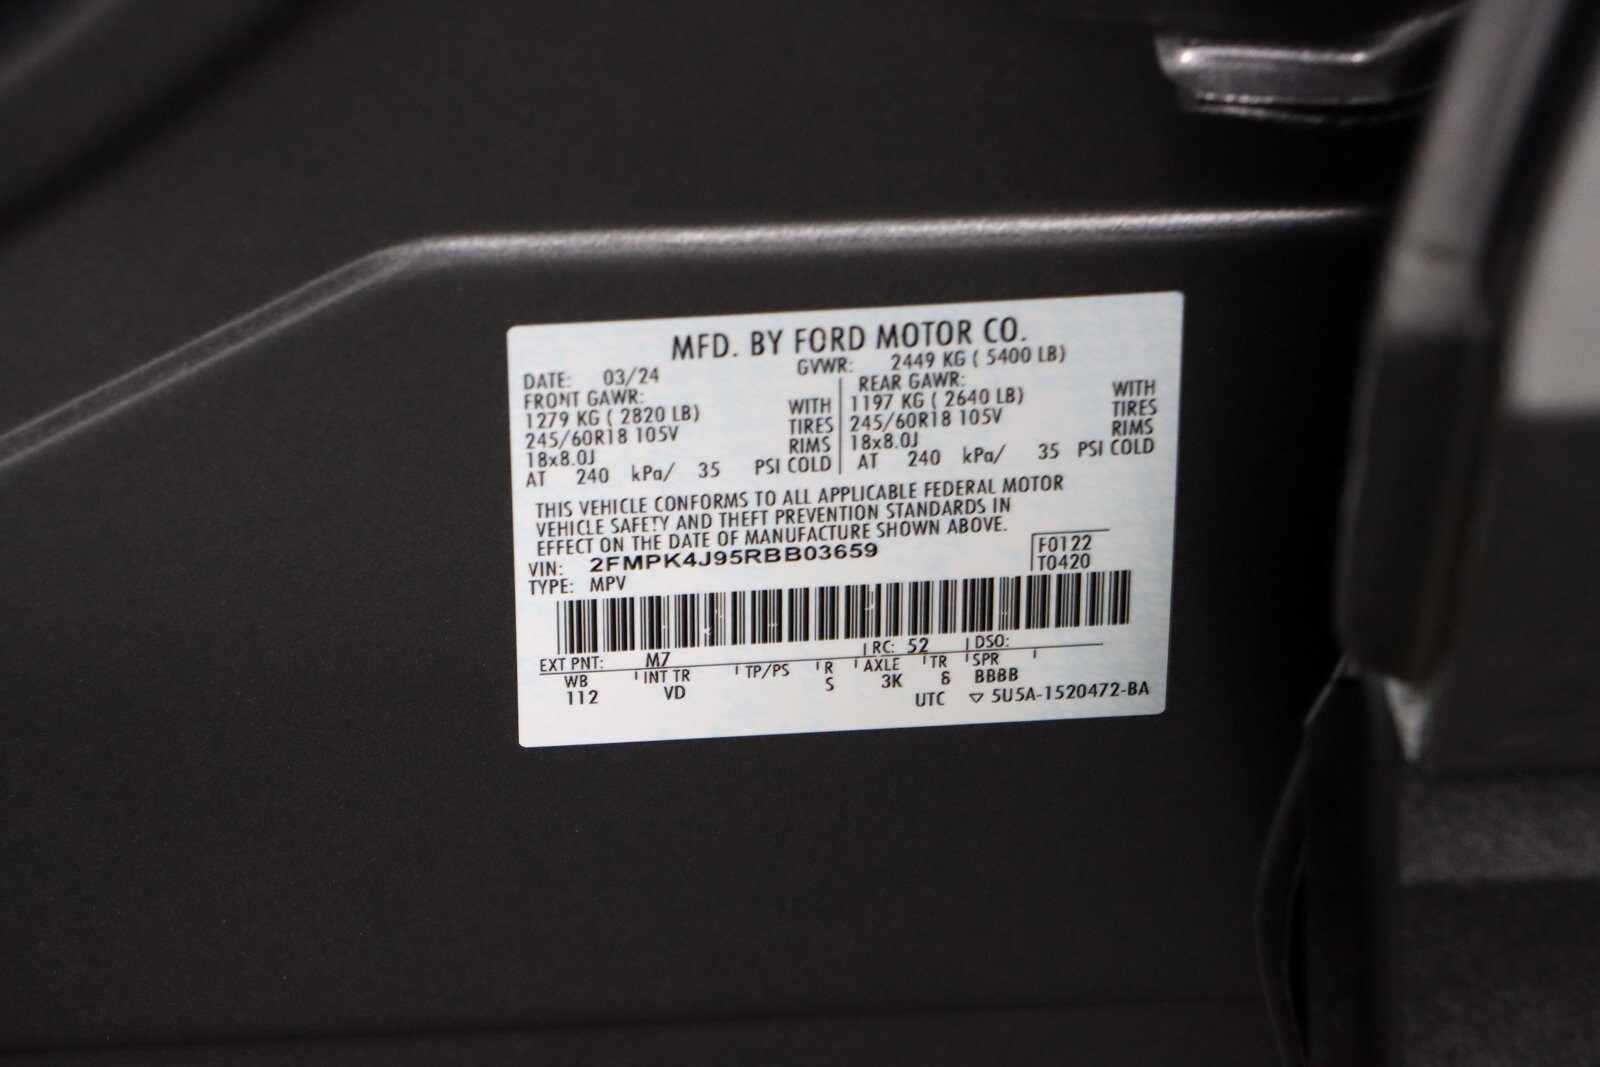 MFD. BY FORD MOTOR CO.
DATE: 03/24 GVWR: 2449 KG ( 5400 LB)
FRONT GAWR: REAR GAWR:
1279 KG ( 2820 LB) WITH 1197 KG ( 2640 LB) WITH
245/60R18 105V TIRES 245/60R18 105V TIRES
18x8.0J RIMS 18x8.0J RIMS
AT 240 kPa/ 35 PSI COLD AT 240 kPa/ 35 PSI COLD
THIS VEHICLE CONFORMS TO ALL APPLICABLE FEDERAL MOTOR
VEHICLE SAFETY AND THEFT PREVENTION STANDARDS IN
EFFECT ON THE DATE OF MANUFACTURE SHOWN ABOVE.
VIN: 2FMPK4J95RBB03659 F0122
TYPE: MPV T0420
EXT PNT: M7 RC: 52 DSO:
WB INT TR TP/PS R AXLE TR SPR
112 VD S 3K 8 BBBB
UTC ▽ 5U5A-1520472-BA